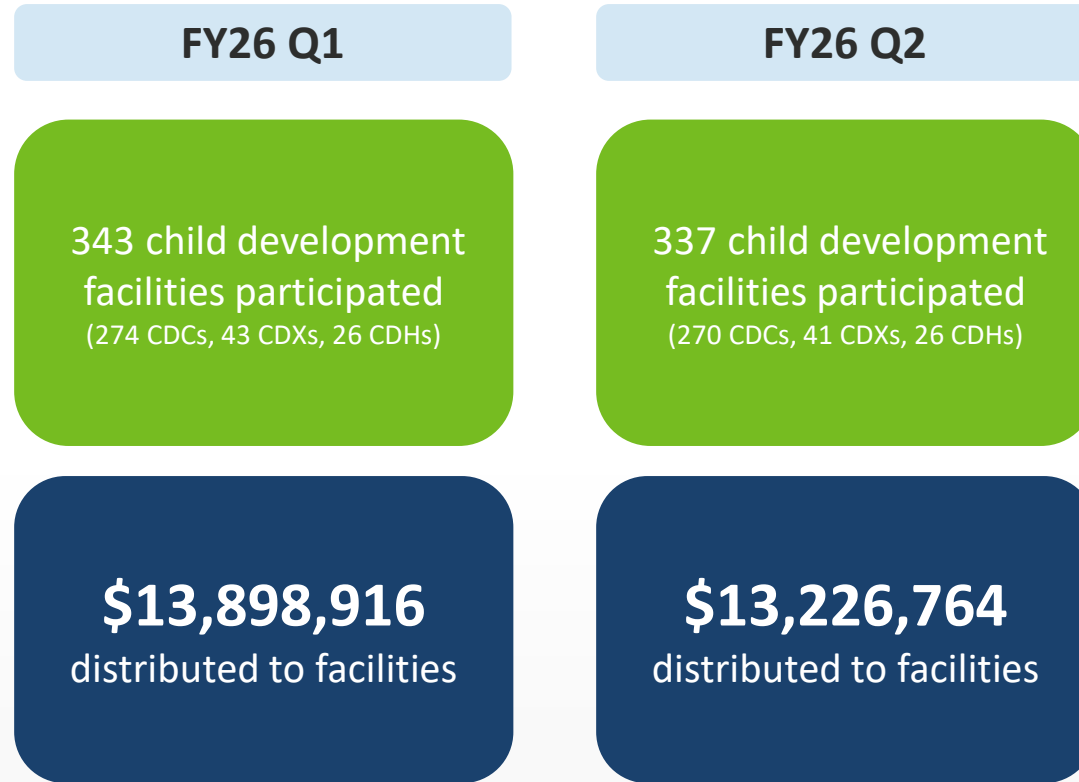 FY26 Q1
343 child development
facilities participated
(274 CDCs, 43 CDXs, 26 CDHs)
$13,898,916
distributed to facilities
FY26 Q2
337 child development
facilities participated
(270 CDCs, 41 CDXs, 26 CDHs)
$13,226,764
distributed to facilities